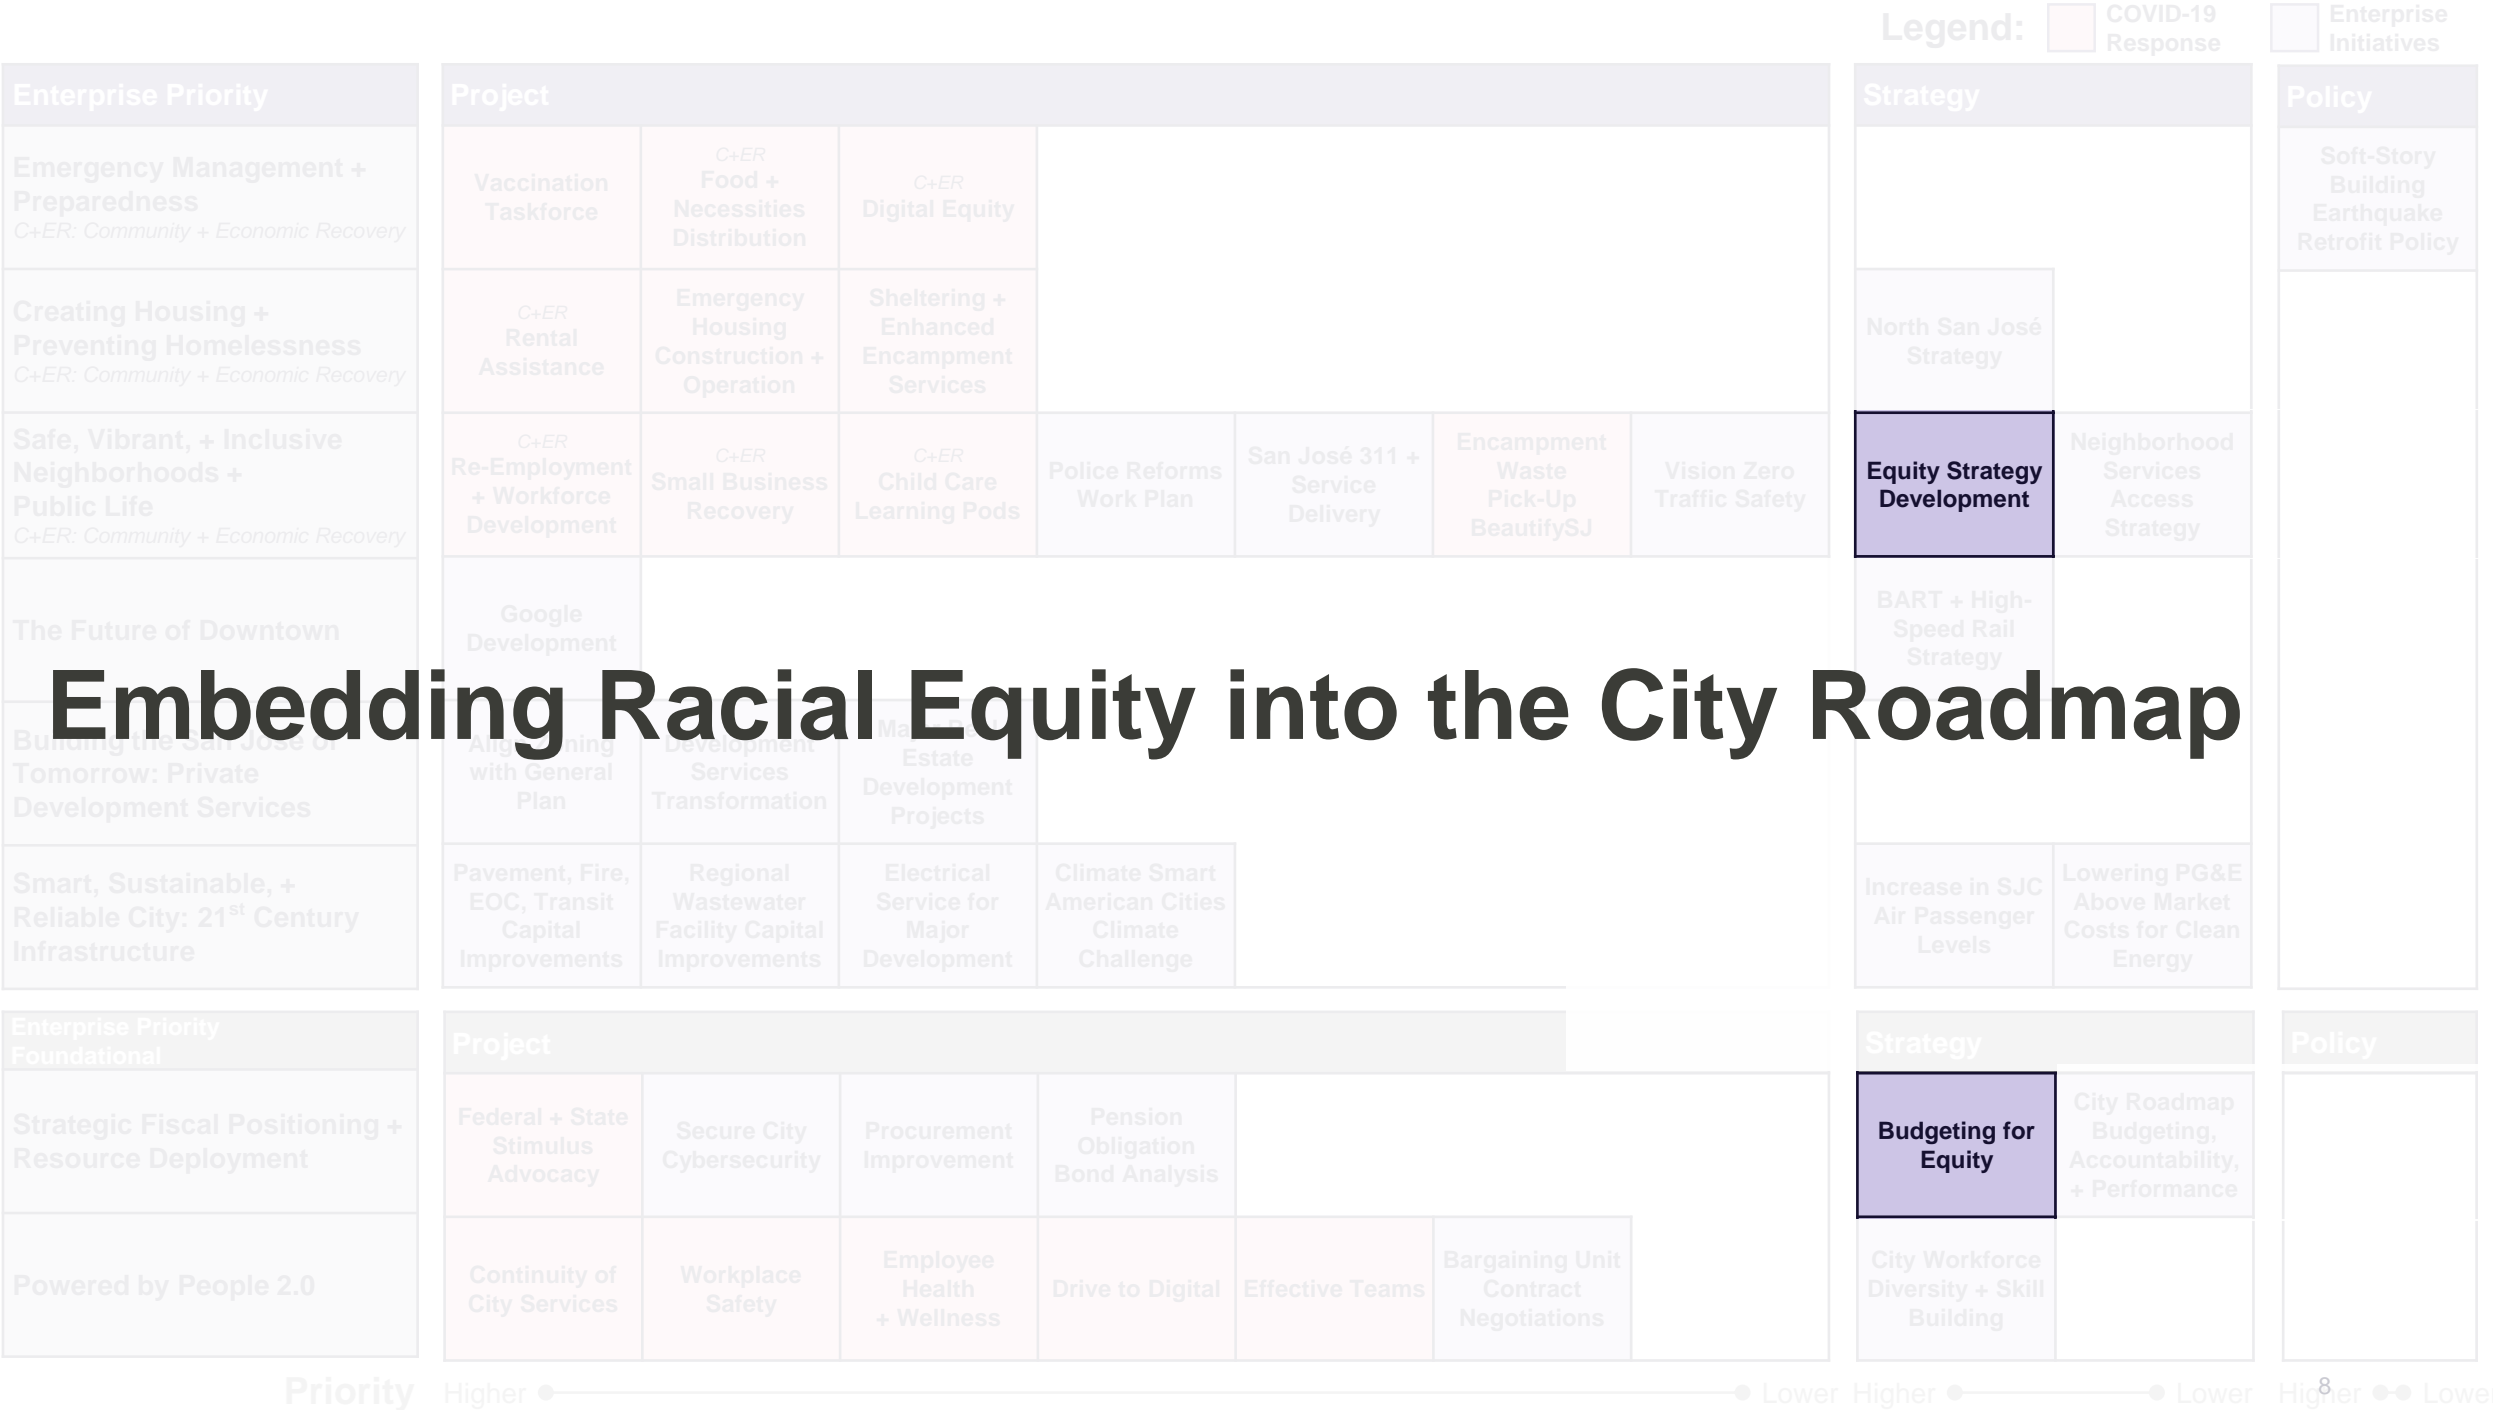 Legend:
COVID-19
Response
Enterprise
Initiatives
Enterprise Priority
Project
Strategy
Policy
Emergency Management +
Preparedness
C+ER: Community + Economic Recovery
Vaccination
Taskforce
C+ER
Food +
Necessities
Distribution
C+ER
Digital Equity
Soft-Story
Building
Earthquake
Retrofit Policy
Creating Housing +
Preventing Homelessness
C+ER: Community + Economic Recovery
C+ER
Rental
Assistance
Emergency
Housing
Construction +
Operation
Sheltering +
Enhanced
Encampment
Services
North San José
Strategy
Safe, Vibrant, + Inclusive
Neighborhoods +
Public Life
C+ER: Community + Economic Recovery
C+ER
Re-Employment
+ Workforce
Development
C+ER
Small Business
Recovery
C+ER
Child Care
Learning Pods
Police Reforms
Work Plan
San José 311 +
Service
Delivery
Encampment
Waste
Pick-Up
BeautifySJ
Vision Zero
Traffic Safety
Equity Strategy
Development
Neighborhood
Services
Access
Strategy
The Future of Downtown
Google
Development
BART + High-
Speed Rail
Strategy
Embedding Racial Equity into the City Roadmap
Building the San José of
Tomorrow: Private
Development Services
Align Zoning
with General
Plan
Development
Services
Transformation
Estate
Development
Projects
Smart, Sustainable, +
Reliable City: 21st Century
Infrastructure
Pavement, Fire,
EOC, Transit
Capital
Improvements
Regional
Wastewater
Facility Capital
Improvements
Electrical
Service for
Major
Development
Climate Smart
American Cities
Climate
Challenge
Increase in SJC
Air Passenger
Levels
Lowering PG&E
Above Market
Costs for Clean
Energy
Enterprise Priority
Foundational
Project
Strategy
Policy
Strategic Fiscal Positioning +
Resource Deployment
Federal + State
Stimulus
Advocacy
Secure City
Cybersecurity
Procurement
Improvement
Pension
Obligation
Bond Analysis
Budgeting for
Equity
City Roadmap
Budgeting,
Accountability,
+ Performance
Powered by People 2.0
Continuity of
City Services
Workplace
Safety
Employee
Health
+ Wellness
Drive to Digital
Effective Teams
Bargaining Unit
Contract
Negotiations
City Workforce
Diversity + Skill
Building
Priority
Higher
Lower
Higher
Lower
Higher
Lower
8